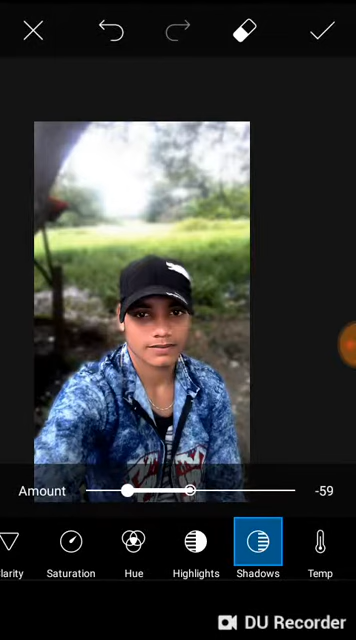 Amount -59
larity Saturation Hue Highlights Shadows Temp
DU Recorder